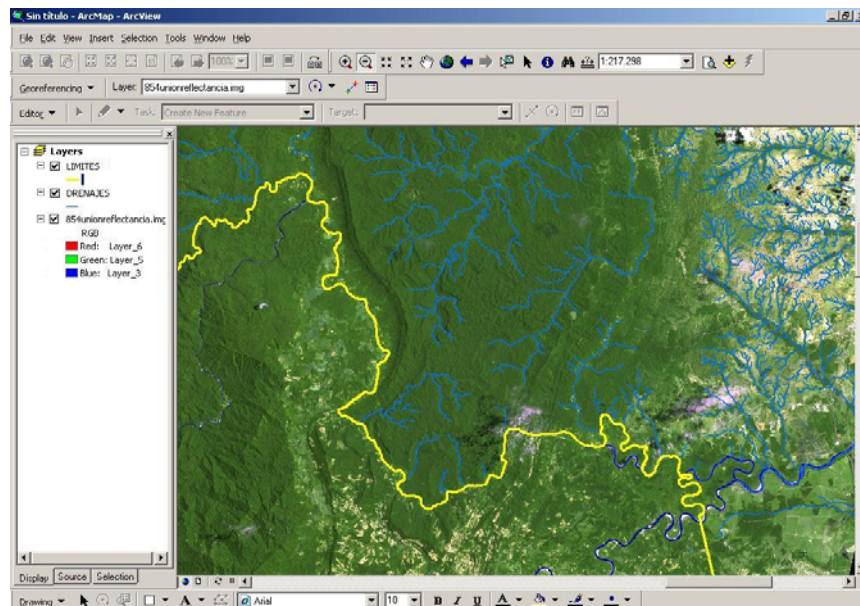 Sin título - ArcMap - ArcView
File Edit View Insert Selection Tools Window Help
100%
1:217.298
Georeferencing Layer: 854unionreflectancia.img
Editor Task: Create New Feature Target:
Layers
LIMITES
DRENAJES
854unionreflectancia.img
RGB
Red: Layer_6
Green: Layer_5
Blue: Layer_3
Display Source Selection
Drawing A Arial 10 B I U A